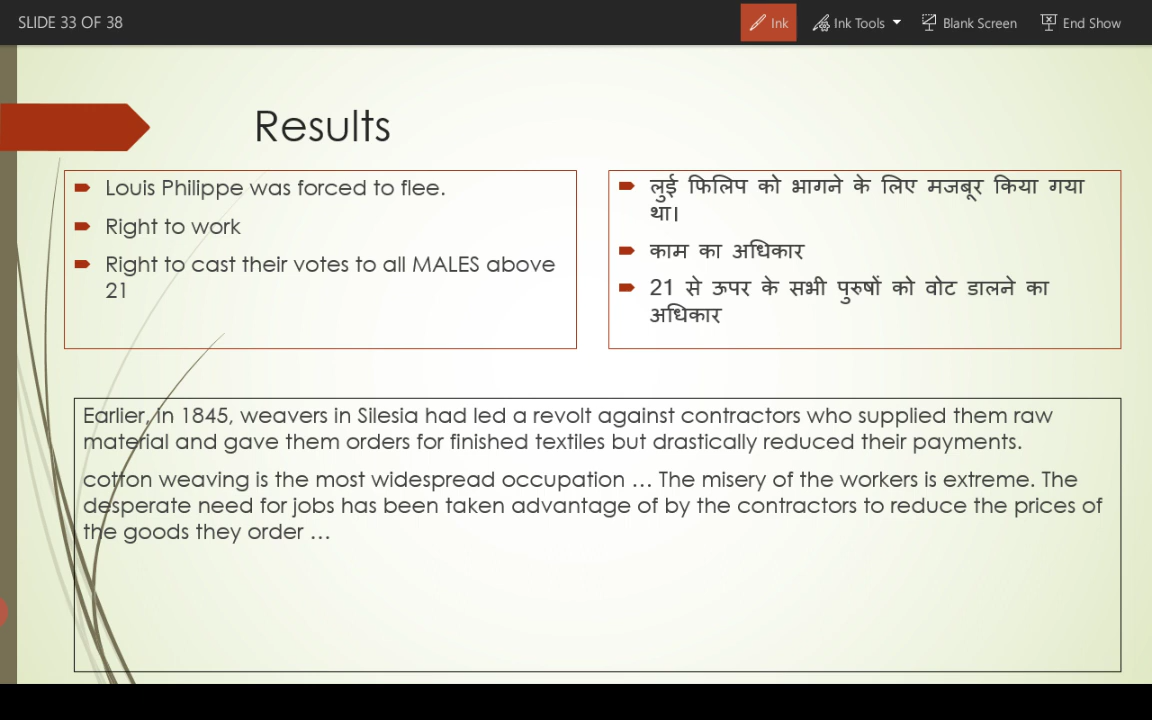 SLIDE 33 OF 38
Ink
Ink Tools
Blank Screen
End Show
Results
Louis Philippe was forced to flee.
Right to work
Right to cast their votes to all MALES above
21
लुई फिलिप को भागने के लिए मजबूर किया गया
था।
काम का अधिकार
21 से ऊपर के सभी पुरुषों को वोट डालने का
अधिकार
Earlier, in 1845, weavers in Silesia had led a revolt against contractors who supplied them raw
material and gave them orders for finished textiles but drastically reduced their payments.
cotton weaving is the most widespread occupation … The misery of the workers is extreme. The
desperate need for jobs has been taken advantage of by the contractors to reduce the prices of
the goods they order …